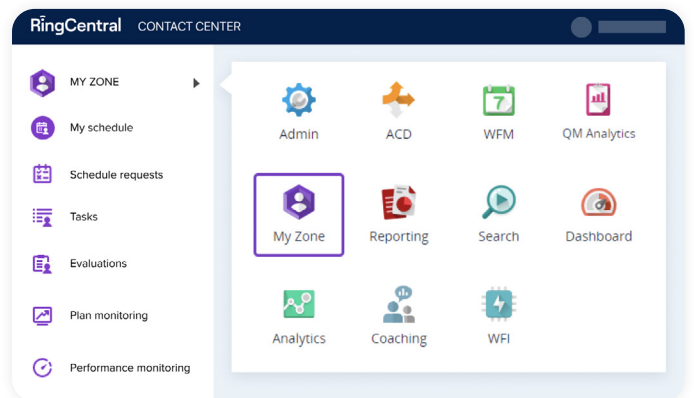 RingCentral CONTACT CENTER
MY ZONE
My schedule
Schedule requests
Tasks
Evaluations
Plan monitoring
Performance monitoring
Admin
ACD
7
WFM
QM Analytics
My Zone
Reporting
Search
Dashboard
Analytics
Coaching
WFI